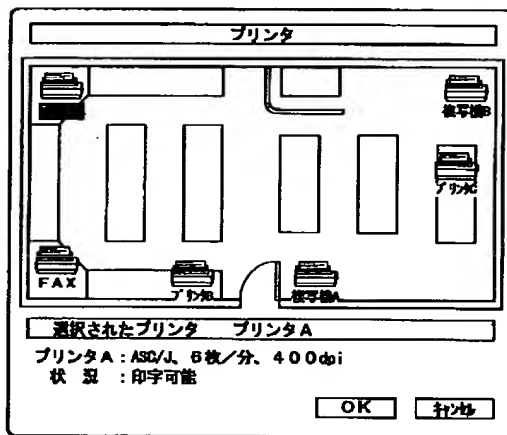 プリンタ
複写機B
プリンタC
FAX
プリンタB
複写機A
選択されたプリンタ プリンタA
プリンタA：ASC/J、6枚／分、400dpi
状況：印字可能
OK キャンセル